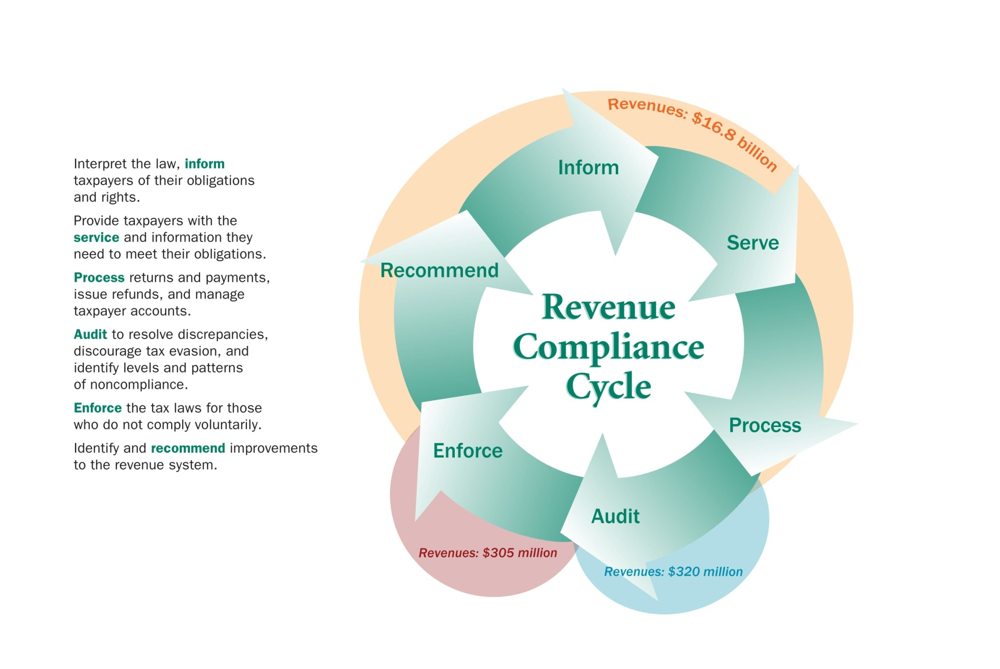 Interpret the law, inform
taxpayers of their obligations
and rights.
Provide taxpayers with the
service and information they
need to meet their obligations.
Process returns and payments,
issue refunds, and manage
taxpayer accounts.
Audit to resolve discrepancies,
discourage tax evasion, and
identify levels and patterns
of noncompliance.
Enforce the tax laws for those
who do not comply voluntarily.
Identify and recommend improvements
to the revenue system.
Revenues: $16.8 billion
Inform
Serve
Recommend
Revenue
Compliance
Cycle
Process
Enforce
Audit
Revenues: $305 million
Revenues: $320 million